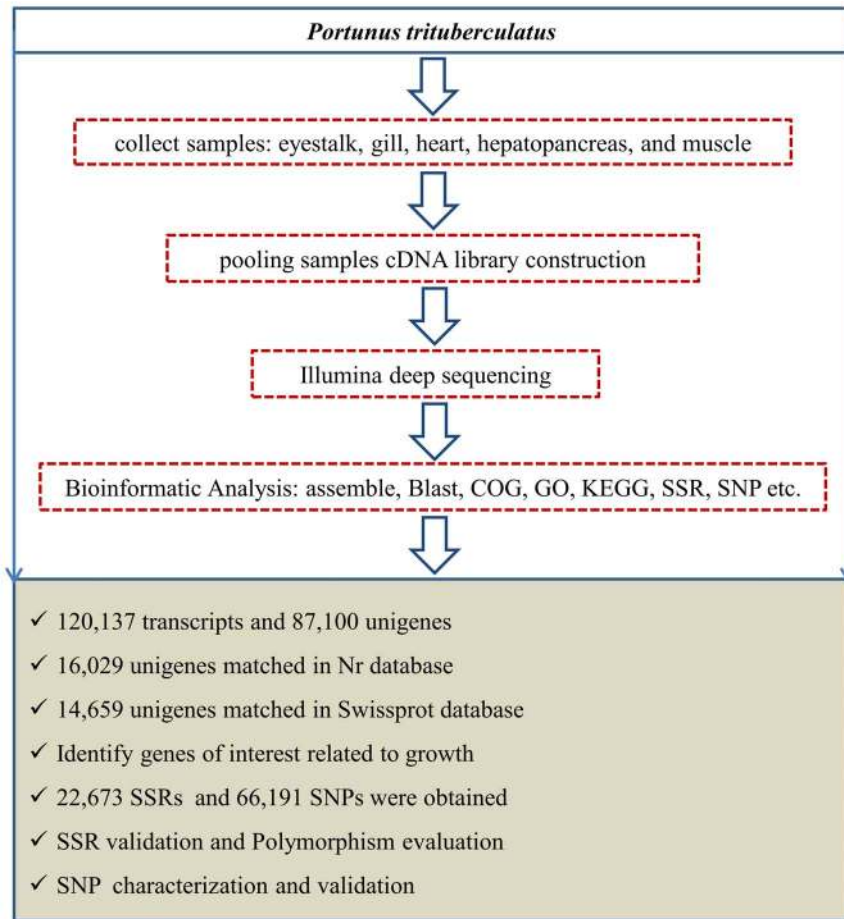 Portunus trituberculatus
collect samples: eyestalk, gill, heart, hepatopancreas, and muscle
pooling samples cDNA library construction
Illumina deep sequencing
Bioinformatic Analysis: assemble, Blast, COG, GO, KEGG, SSR, SNP etc.
✓ 120,137 transcripts and 87,100 unigenes
✓ 16,029 unigenes matched in Nr database
✓ 14,659 unigenes matched in Swissprot database
✓ Identify genes of interest related to growth
✓ 22,673 SSRs and 66,191 SNPs were obtained
✓ SSR validation and Polymorphism evaluation
✓ SNP characterization and validation